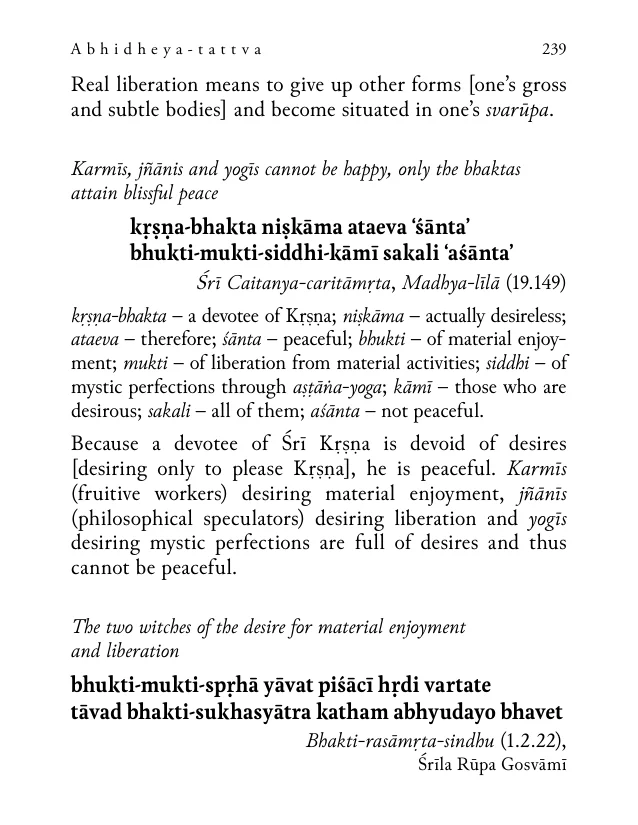 Abhidheya-tattva 239
Real liberation means to give up other forms [one’s gross
and subtle bodies] and become situated in one’s svarūpa.
Karmīs, jñānis and yogīs cannot be happy, only the bhaktas
attain blissful peace
kṛṣṇa-bhakta niṣkāma ataeva ‘śānta’
bhukti-mukti-siddhi-kāmī sakali ‘aśānta’
Śrī Caitanya-caritāmṛta, Madhya-līlā (19.149)
kṛṣṇa-bhakta – a devotee of Kṛṣṇa; niṣkāma – actually desireless;
ataeva – therefore; śānta – peaceful; bhukti – of material enjoy-
ment; mukti – of liberation from material activities; siddhi – of
mystic perfections through aṣṭāṅa-yoga; kāmī – those who are
desirous; sakali – all of them; aśānta – not peaceful.
Because a devotee of Śrī Kṛṣṇa is devoid of desires
[desiring only to please Kṛṣṇa], he is peaceful. Karmīs
(fruitive workers) desiring material enjoyment, jñānīs
(philosophical speculators) desiring liberation and yogīs
desiring mystic perfections are full of desires and thus
cannot be peaceful.
The two witches of the desire for material enjoyment
and liberation
bhukti-mukti-spṛhā yāvat piśācī hṛdi vartate
tāvad bhakti-sukhasyātra katham abhyudayo bhavet
Bhakti-rasāmṛta-sindhu (1.2.22),
Śrīla Rūpa Gosvāmī